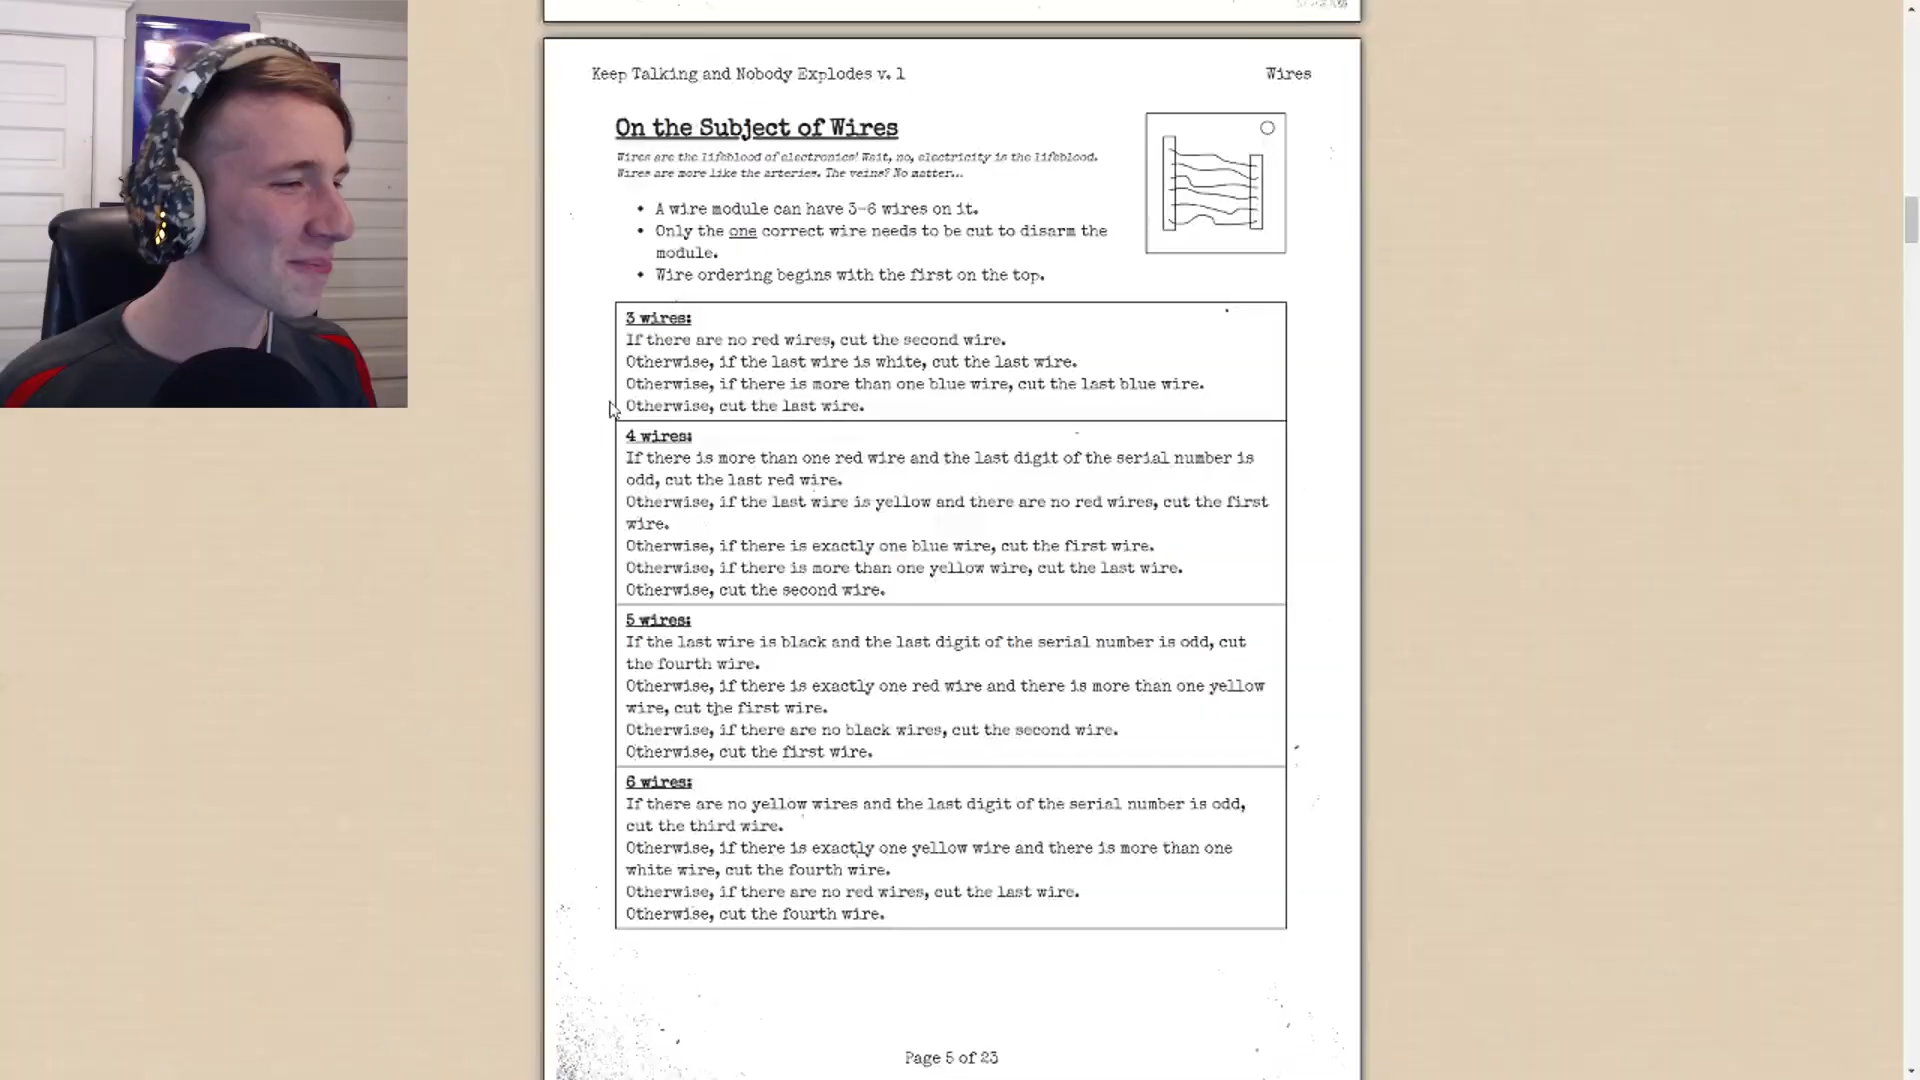 Keep Talking and Nobody Explodes v. 1
Wires
On the Subject of Wires
Wires are the lifeblood of electronics! Wait, no, electricity is the lifeblood.
Wires are more like the arteries. The veins? No matter...
• A wire module can have 3-6 wires on it.
• Only the one correct wire needs to be cut to disarm the
module.
• Wire ordering begins with the first on the top.
3 wires:
If there are no red wires, cut the second wire.
Otherwise, if the last wire is white, cut the last wire.
Otherwise, if there is more than one blue wire, cut the last blue wire.
Otherwise, cut the last wire.
4 wires:
If there is more than one red wire and the last digit of the serial number is
odd, cut the last red wire.
Otherwise, if the last wire is yellow and there are no red wires, cut the first
wire.
Otherwise, if there is exactly one blue wire, cut the first wire.
Otherwise, if there is more than one yellow wire, cut the last wire.
Otherwise, cut the second wire.
5 wires:
If the last wire is black and the last digit of the serial number is odd, cut
the fourth wire.
Otherwise, if there is exactly one red wire and there is more than one yellow
wire, cut the first wire.
Otherwise, if there are no black wires, cut the second wire.
Otherwise, cut the first wire.
6 wires:
If there are no yellow wires and the last digit of the serial number is odd,
cut the third wire.
Otherwise, if there is exactly one yellow wire and there is more than one
white wire, cut the fourth wire.
Otherwise, if there are no red wires, cut the last wire.
Otherwise, cut the fourth wire.
Page 5 of 23